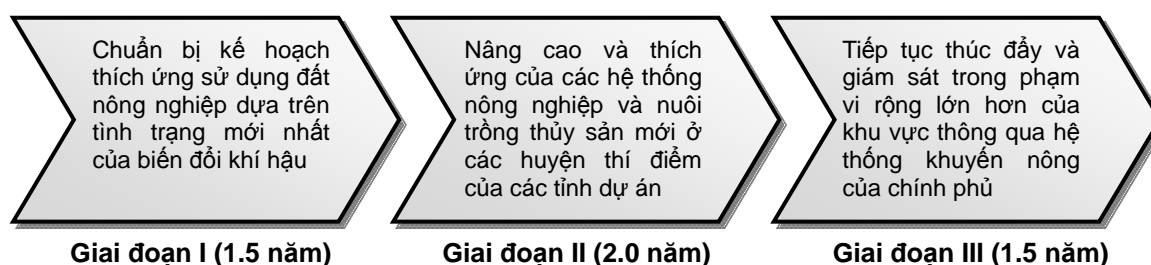 Chuẩn bị kế hoạch
thích ứng sử dụng đất
nông nghiệp dựa trên
tình trạng mới nhất
của biến đổi khí hậu
Nâng cao và thích
ứng của các hệ thống
nông nghiệp và nuôi
trồng thủy sản mới ở
các huyện thí điểm
của các tỉnh dự án
Tiếp tục thúc đẩy và
giám sát trong phạm
vi rộng lớn hơn của
khu vực thông qua hệ
thống khuyến nông
của chính phủ
Giai đoạn I (1.5 năm)
Giai đoạn II (2.0 năm)
Giai đoạn III (1.5 năm)